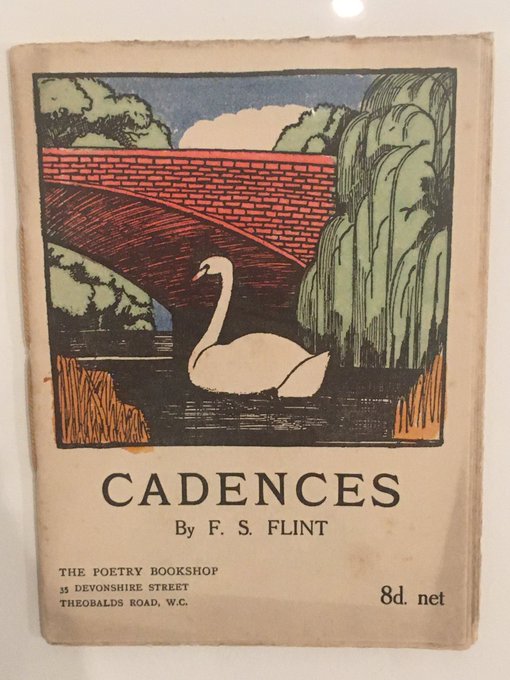 CADENCES
By F. S. FLINT
THE POETRY BOOKSHOP
35 DEVONSHIRE STREET
THEOBALDS ROAD, W.C.
8d. net